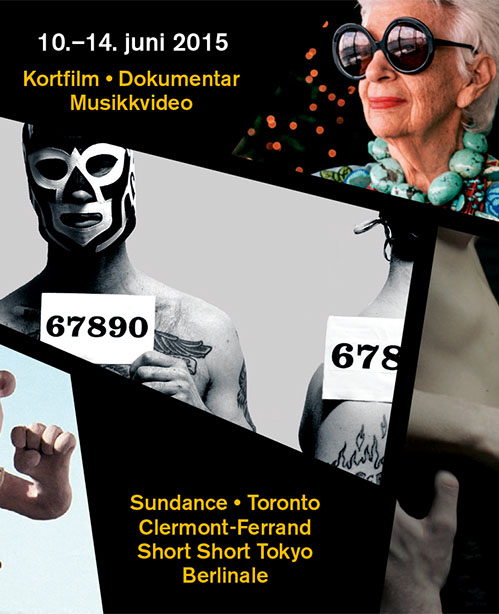 10.–14. juni 2015
Kortfilm • Dokumentar
Musikkvideo
67890
678
Sundance • Toronto
Clermont-Ferrand
Short Short Tokyo
Berlinale